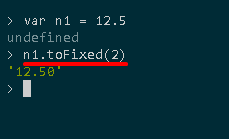 > var n1 = 12.5
undefined
> n1.toFixed(2)
'12.50'
>